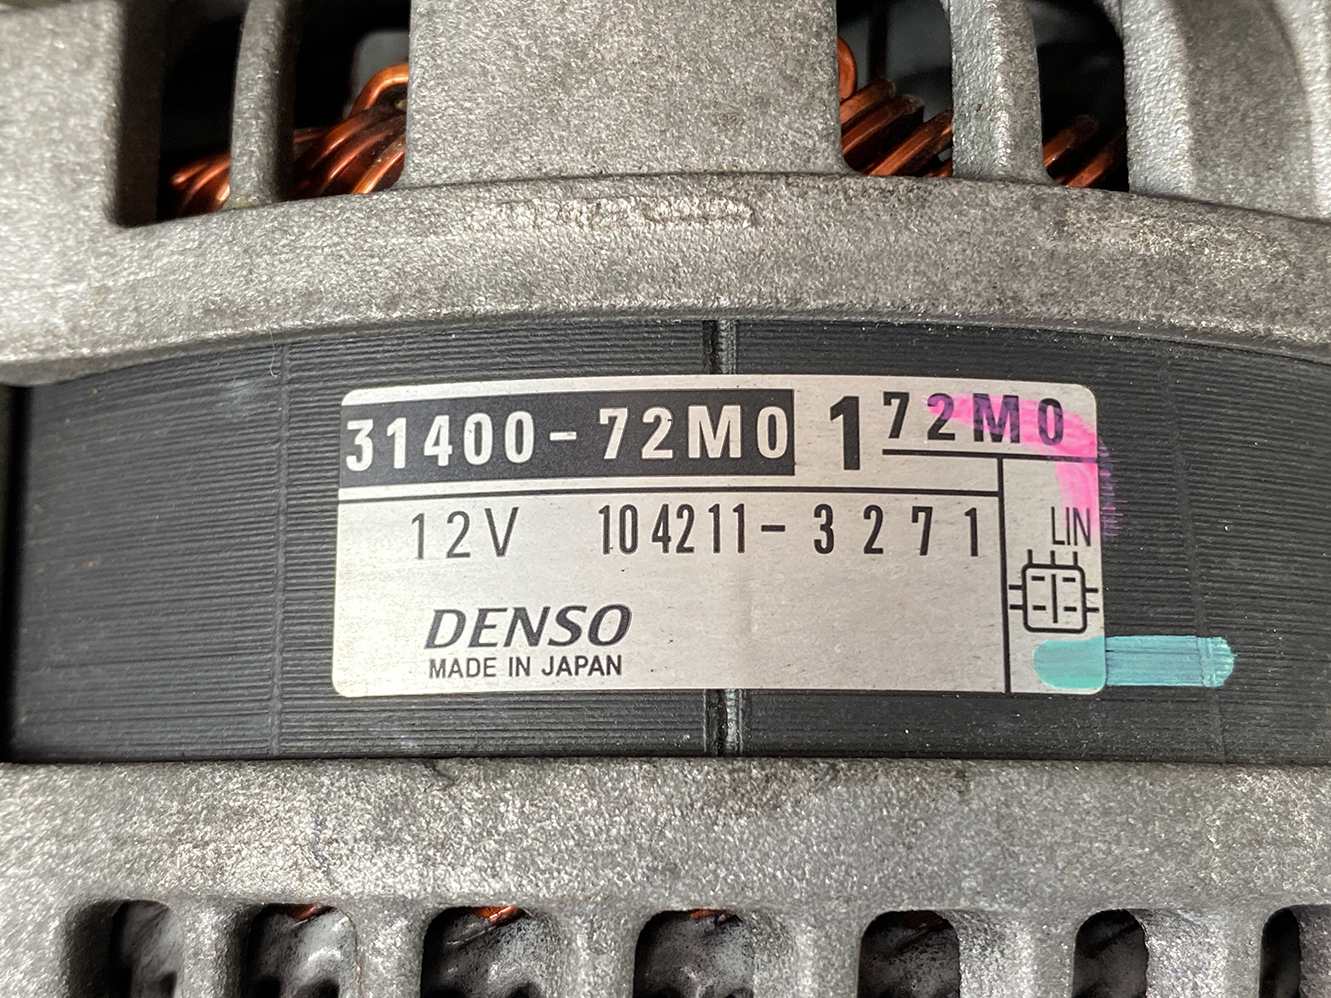 31400-72M0 1 72M0
12V 104211-3271
LIN
DENSO
MADE IN JAPAN